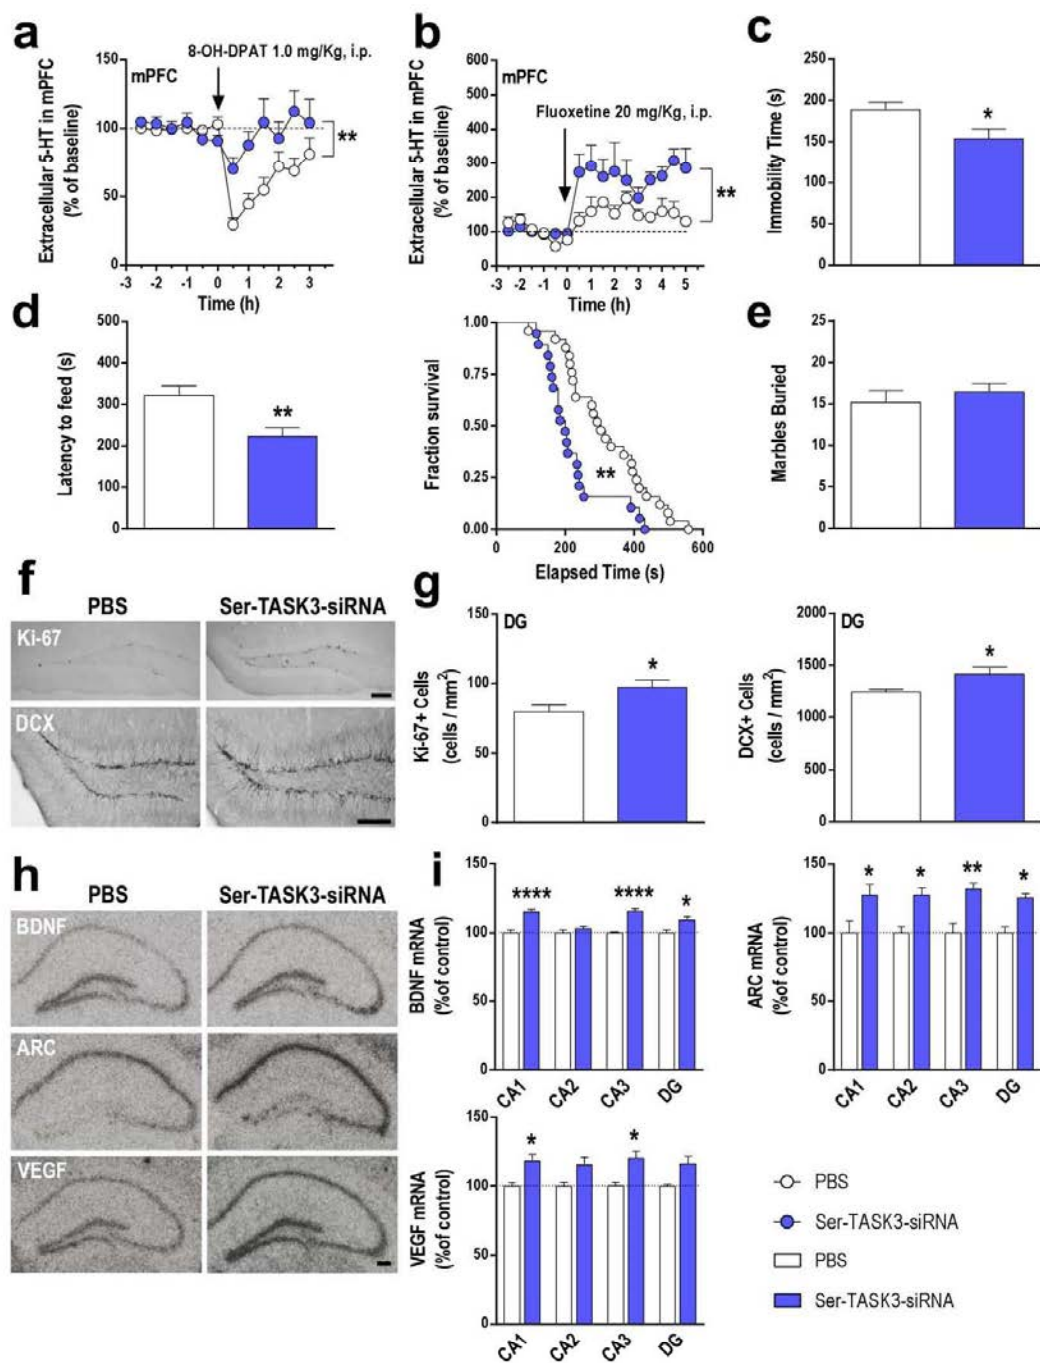 a
8-OH-DPAT 1.0 mg/Kg, i.p.
mPFC
Extracellular 5-HT in mPFC
(% of baseline)
150
100
50
0
**
-3 -2 -1 0 1 2 3
Time (h)
b
mPFC
Fluoxetine 20 mg/Kg, i.p.
Extracellular 5-HT in mPFC
(% of baseline)
600
500
400
300
200
100
0
**
-3 -2 -1 0 1 2 3 4 5
Time (h)
c
Immobility Time (s)
250
200
150
100
50
0
*
d
Latency to feed (s)
500
400
300
200
100
0
**
Fraction survival
1.00
0.75
0.50
0.25
0.00
**
0 200 400 600
Elapsed Time (s)
e
Marbles Buried
25
20
15
10
5
0
f
PBS Ser-TASK3-siRNA
Ki-67
DCX
g
DG
Ki-67+ Cells
(cells / mm²)
150
100
50
0
*
DG
DCX+ Cells
(cells / mm²)
2000
1500
1000
500
0
*
h
PBS Ser-TASK3-siRNA
BDNF
ARC
VEGF
i
BDNF mRNA
(%of control)
150
100
50
0
**** **** *
CA1 CA2 CA3 DG
ARC mRNA
(%of control)
150
100
50
0
* * ** *
CA1 CA2 CA3 DG
VEGF mRNA
(%of control)
150
100
50
0
* *
CA1 CA2 CA3 DG
PBS
Ser-TASK3-siRNA
PBS
Ser-TASK3-siRNA